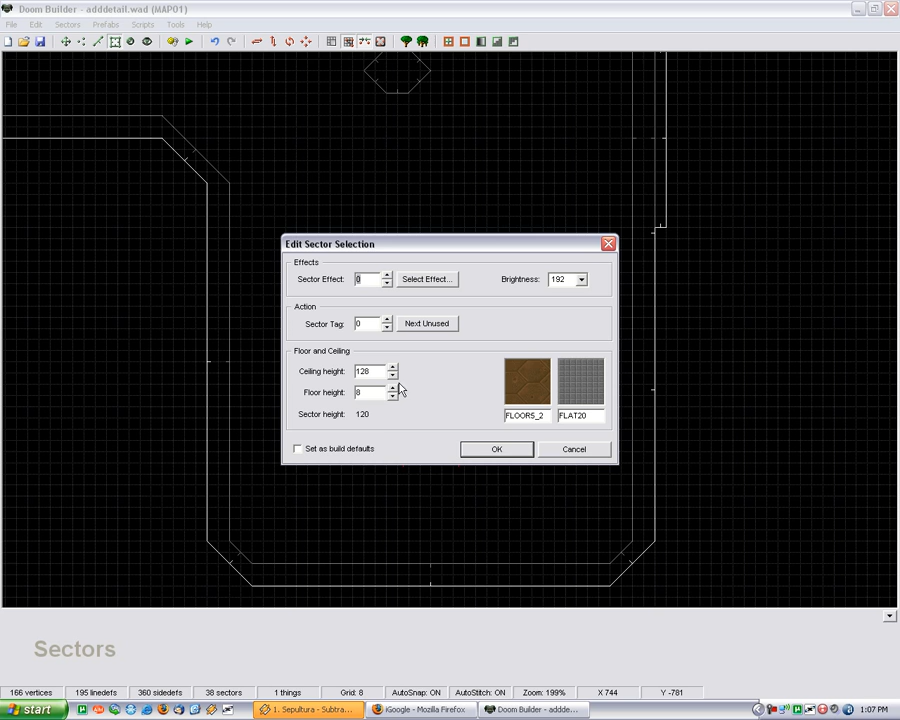 Doom Builder - adddetail.wad (MAP01)
File Edit Sectors Prefabs Scripts Tools Help
Edit Sector Selection
Effects
Sector Effect: 0 Select Effect... Brightness: 192
Action
Sector Tag: 0 Next Unused
Floor and Ceiling
Ceiling height: 128
Floor height: 8
Sector height: 120
FLOOR5_2 FLAT20
Set as build defaults OK Cancel
Sectors
166 vertices 195 linedefs 360 sidedefs 38 sectors 1 things Grid: 8 AutoSnap: ON AutoStitch: ON Zoom: 199% X 744 Y -781
start 1. Sepultura - Subtra... iGoogle - Mozilla Firefox Doom Builder - addde... 1:07 PM